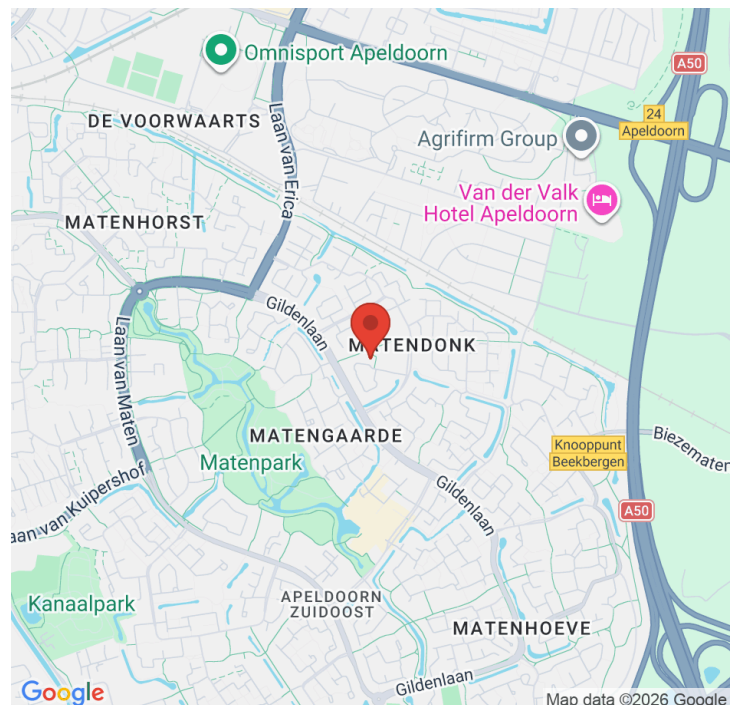 Omnisport Apeldoorn
A50
24
Apeldoorn
DE VOORWAARTS
Laan van Erica
Agrifirm Group
Van der Valk
Hotel Apeldoorn
MATENHORST
Gildenlaan
Laan van Maten
MATENDONK
MATENGAARDE
Matenpark
Knooppunt
Beekbergen
Biezematen
Gildenlaan
aan van Kuipershof
A50
Kanaalpark
APELDOORN
ZUIDOOST
MATENHOEVE
Gildenlaan
Google
Map data ©2026 Google